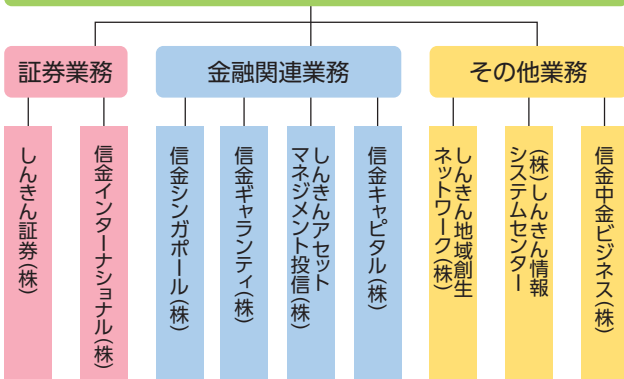 証券業務
金融関連業務
その他業務
しんきん証券(株)
信金インターナショナル(株)
信金シンガポール(株)
信金ギャランティ(株)
しんきんアセット
マネジメント投信(株)
信金キャピタル(株)
しんきん地域創生
ネットワーク(株)
(株)しんきん情報
システムセンター
信金中金ビジネス(株)